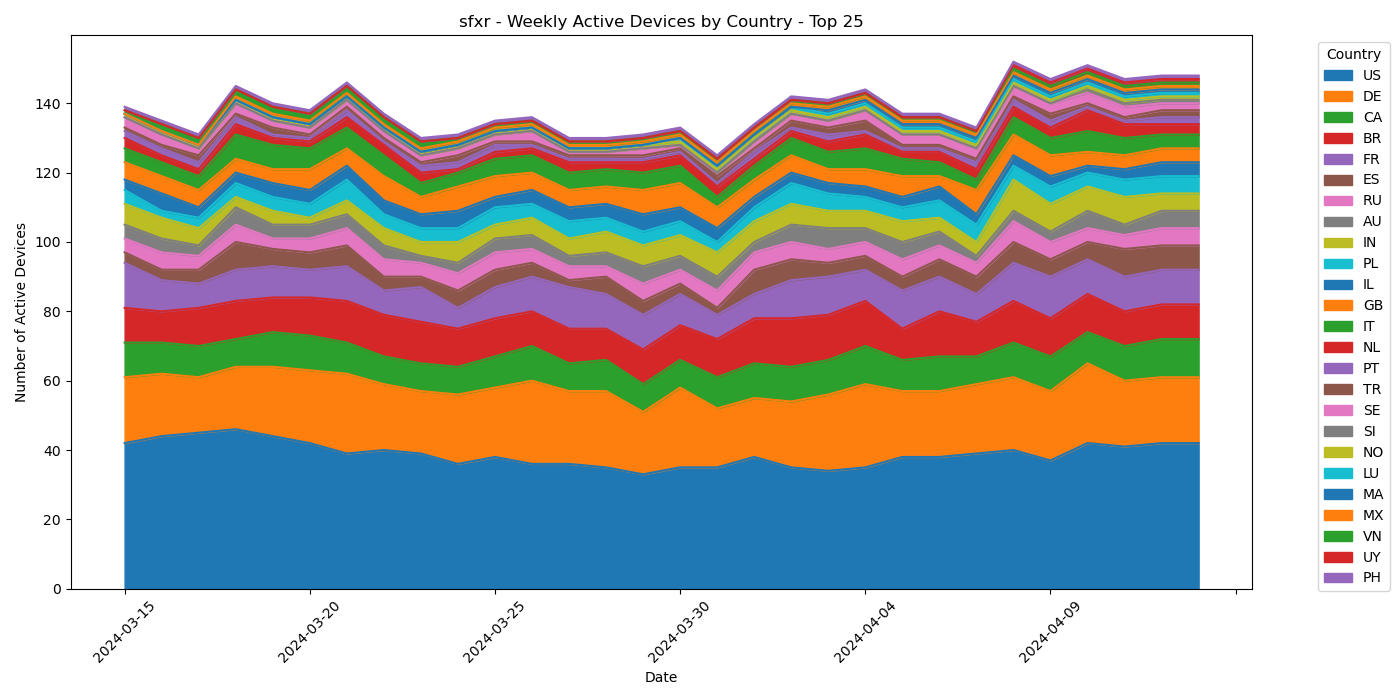 sfxr - Weekly Active Devices by Country - Top 25
Number of Active Devices
140
120
100
80
60
40
20
0
2024-03-15
2024-03-20
2024-03-25
2024-03-30
2024-04-04
2024-04-09
Date
Country
US
DE
CA
BR
FR
ES
RU
AU
IN
PL
IL
GB
IT
NL
PT
TR
SE
SI
NO
LU
MA
MX
VN
UY
PH